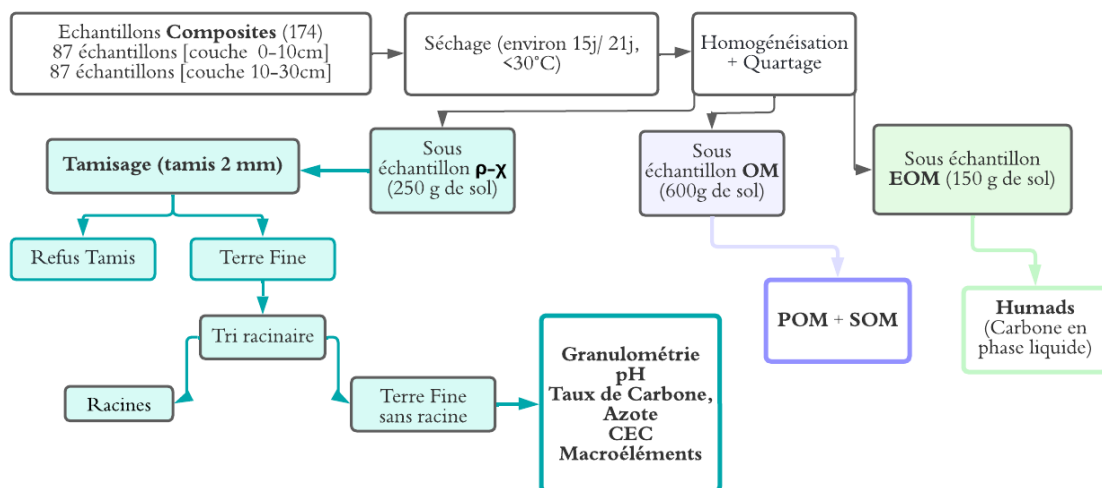 Echantillons Composites (174)
87 échantillons [couche 0-10cm]
87 échantillons [couche 10-30cm]
Séchage (environ 15j/ 21j,
<30°C)
Homogénéisation
+ Quartage
Tamisage (tamis 2 mm)
Sous
échantillon ρ-χ
(250 g de sol)
Sous
échantillon OM
(600g de sol)
Sous échantillon
EOM (150 g de sol)
Refus Tamis
Terre Fine
POM + SOM
Humads
(Carbone en
phase liquide)
Tri racinaire
Racines
Terre Fine
sans racine
Granulométrie
pH
Taux de Carbone,
Azote
CEC
Macroéléments